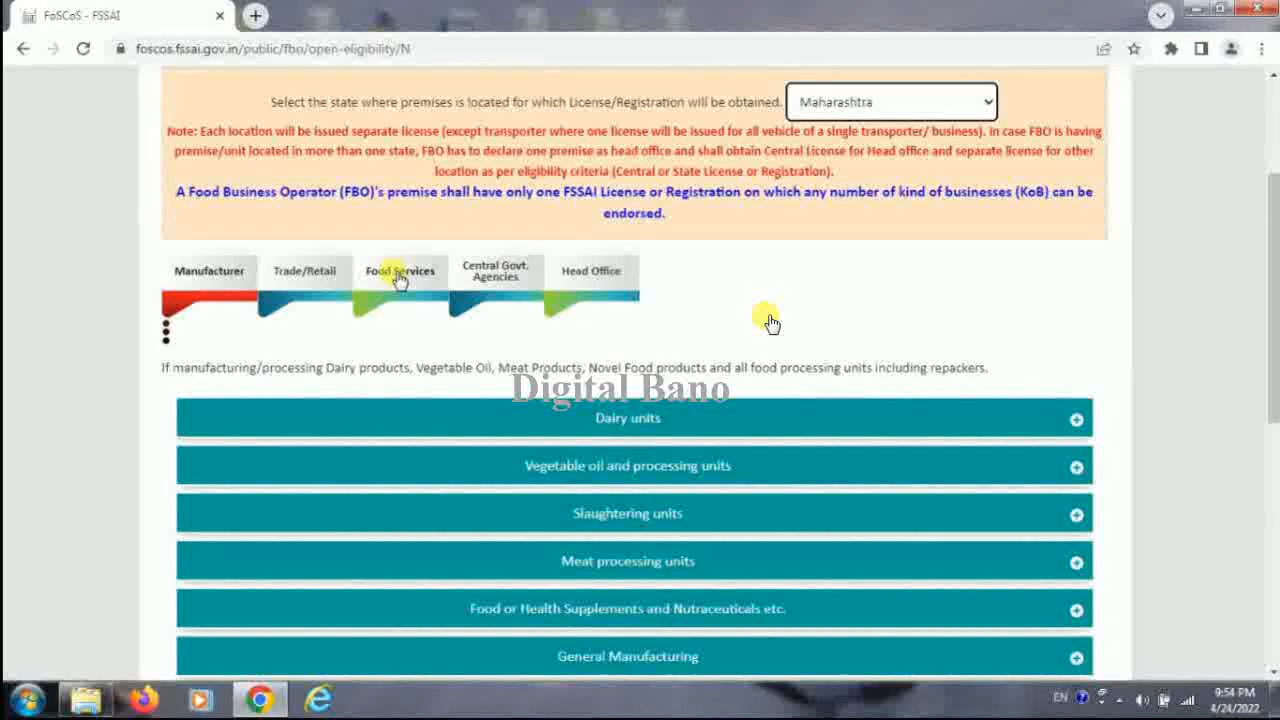 FoSCoS - FSSAI
foscos.fssai.gov.in/public/fbo/open-eligibility/N
Select the state where premises is located for which License/Registration will be obtained. Maharashtra
Note: Each location will be issued separate license (except transporter where one license will be issued for all vehicle of a single transporter/ business). In case FBO is having
premise/unit located in more than one state, FBO has to declare one premise as head office and shall obtain Central License for Head office and separate license for other
location as per eligibility criteria (Central or State License or Registration).
A Food Business Operator (FBO)'s premise shall have only one FSSAI License or Registration on which any number of kind of businesses (KoB) can be
endorsed.
Manufacturer Trade/Retail Food Services Central Govt. Agencies Head Office
If manufacturing/processing Dairy products, Vegetable Oil, Meat Products, Novel Food products and all food processing units including repackers.
Digital Bano
Dairy units
Vegetable oil and processing units
Slaughtering units
Meat processing units
Food or Health Supplements and Nutraceuticals etc.
General Manufacturing
EN 9:54 PM
4/24/2022